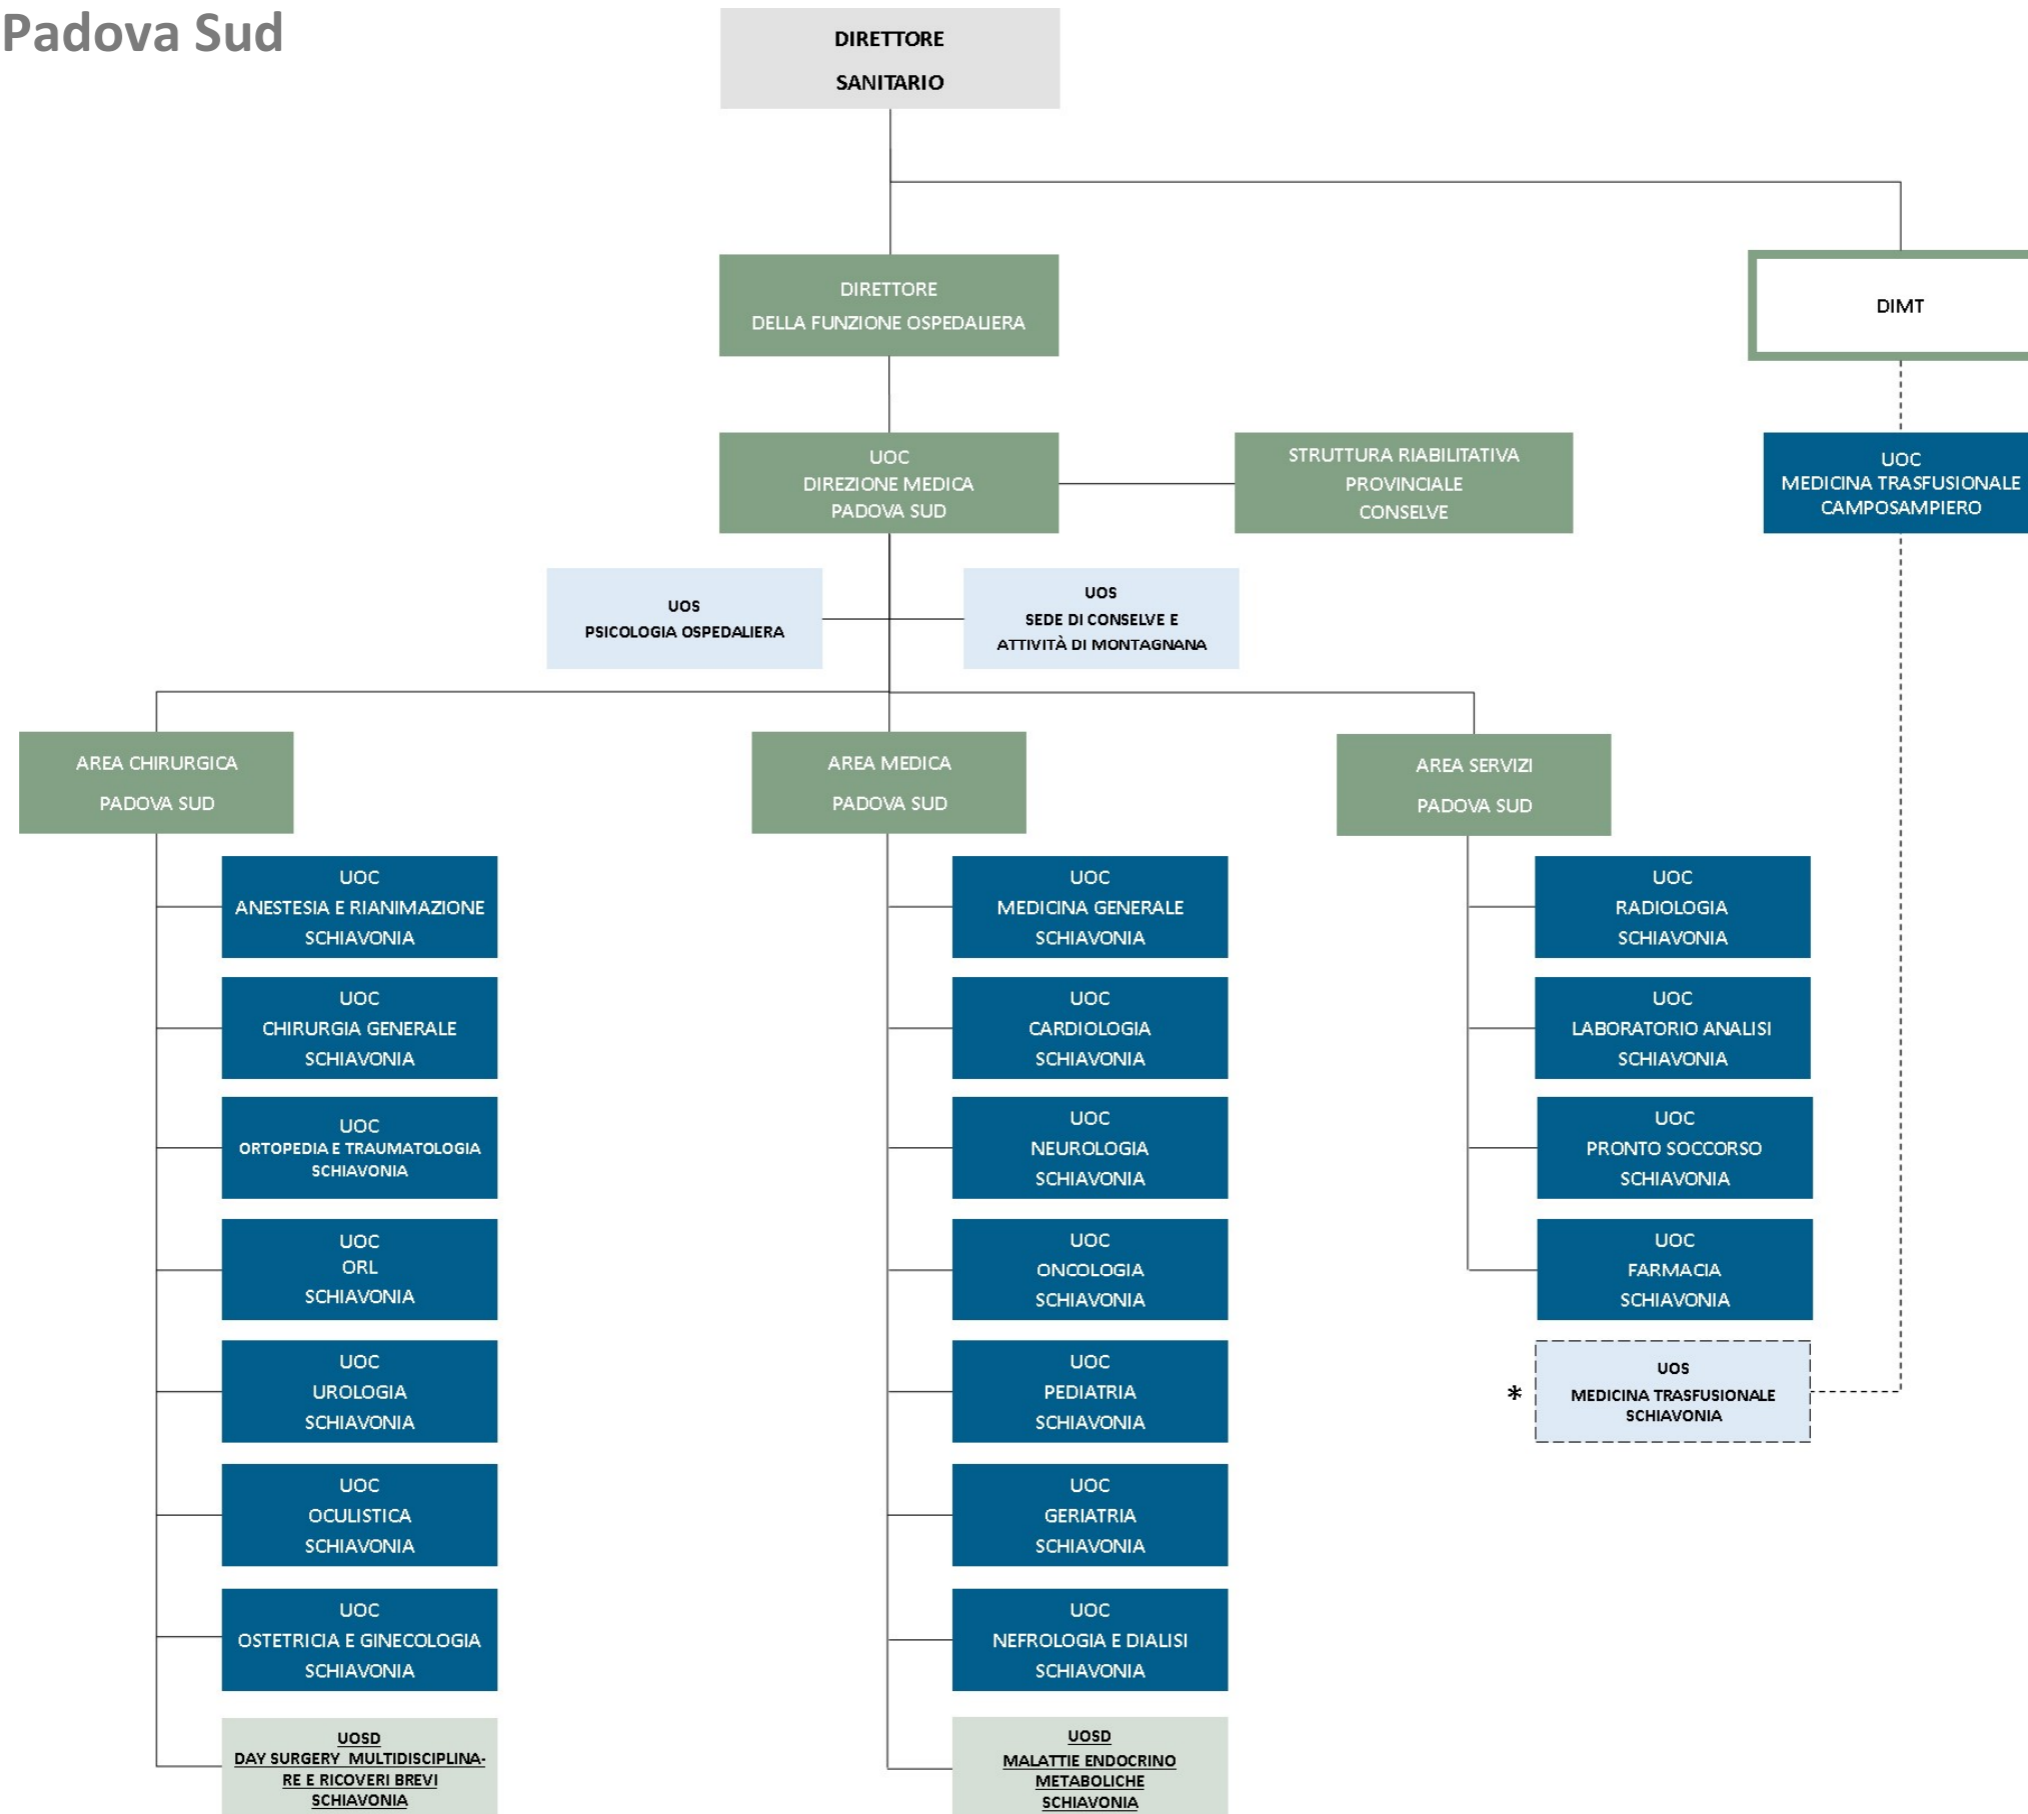 Padova Sud
DIRETTORE
SANITARIO
DIRETTORE
DELLA FUNZIONE OSPEDALIERA
DIMT
UOC
DIREZIONE MEDICA
PADOVA SUD
STRUTTURA RIABILITATIVA
PROVINCIALE
CONSELVE
UOC
MEDICINA TRASFUSIONALE
CAMPOSAMPIERO
UOS
PSICOLOGIA OSPEDALIERA
UOS
SEDE DI CONSELVE E
ATTIVITÀ DI MONTAGNANA
AREA CHIRURGICA
PADOVA SUD
AREA MEDICA
PADOVA SUD
AREA SERVIZI
PADOVA SUD
UOC
ANESTESIA E RIANIMAZIONE
SCHIAVONIA
UOC
CHIRURGIA GENERALE
SCHIAVONIA
UOC
ORTOPEDIA E TRAUMATOLOGIA
SCHIAVONIA
UOC
ORL
SCHIAVONIA
UOC
UROLOGIA
SCHIAVONIA
UOC
OCULISTICA
SCHIAVONIA
UOC
OSTETRICIA E GINECOLOGIA
SCHIAVONIA
UOSD
DAY SURGERY MULTIDISCIPLINA-
RE E RICOVERI BREVI
SCHIAVONIA
UOC
MEDICINA GENERALE
SCHIAVONIA
UOC
CARDIOLOGIA
SCHIAVONIA
UOC
NEUROLOGIA
SCHIAVONIA
UOC
ONCOLOGIA
SCHIAVONIA
UOC
PEDIATRIA
SCHIAVONIA
UOC
GERIATRIA
SCHIAVONIA
UOC
NEFROLOGIA E DIALISI
SCHIAVONIA
UOSD
MALATTIE ENDOCRINO
METABOLICHE
SCHIAVONIA
UOC
RADIOLOGIA
SCHIAVONIA
UOC
LABORATORIO ANALISI
SCHIAVONIA
UOC
PRONTO SOCCORSO
SCHIAVONIA
UOC
FARMACIA
SCHIAVONIA
*
UOS
MEDICINA TRASFUSIONALE
SCHIAVONIA